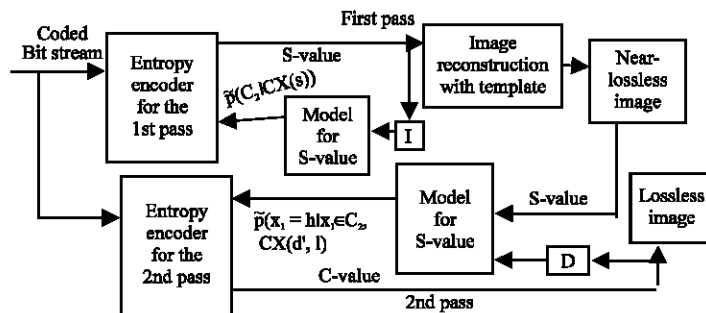 Coded
Bit stream
Entropy
encoder
for the
1st pass
S-value
First pass
Image
reconstruction
with template
Near-
lossless
image
p̃(C₂|CX(s))
Model
for
S-value
I
Entropy
encoder
for the
2nd pass
p̃(x₁ = h|x₁∈C₂,
CX(d', l)
Model
for
S-value
S-value
Lossless
image
D
C-value
2nd pass